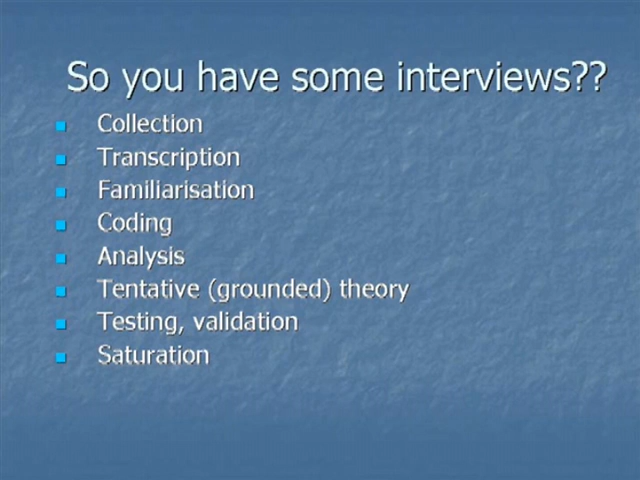 So you have some interviews??
Collection
Transcription
Familiarisation
Coding
Analysis
Tentative (grounded) theory
Testing, validation
Saturation